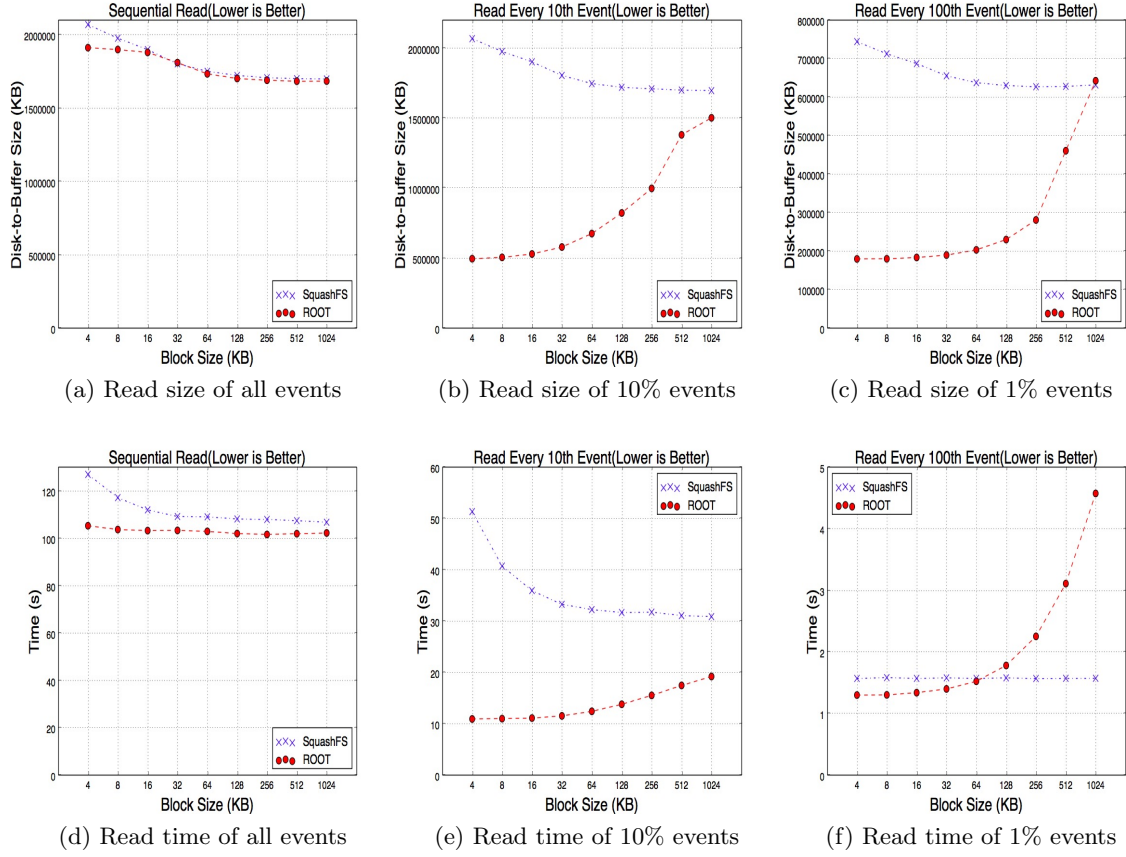 Sequential Read(Lower is Better)
Disk-to-Buffer Size (KB)
2000000
1500000
1000000
500000
0
SquashFS
ROOT
4 8 16 32 64 128 256 512 1024
Block Size (KB)
(a) Read size of all events
Read Every 10th Event(Lower is Better)
Disk-to-Buffer Size (KB)
2000000
1500000
1000000
500000
0
SquashFS
ROOT
4 8 16 32 64 128 256 512 1024
Block Size (KB)
(b) Read size of 10% events
Read Every 100th Event(Lower is Better)
Disk-to-Buffer Size (KB)
800000
700000
600000
500000
400000
300000
200000
100000
0
SquashFS
ROOT
4 8 16 32 64 128 256 512 1024
Block Size (KB)
(c) Read size of 1% events
Sequential Read(Lower is Better)
Time (s)
120
100
80
60
40
20
0
SquashFS
ROOT
4 8 16 32 64 128 256 512 1024
Block Size (KB)
(d) Read time of all events
Read Every 10th Event(Lower is Better)
Time (s)
60
50
40
30
20
10
0
SquashFS
ROOT
4 8 16 32 64 128 256 512 1024
Block Size (KB)
(e) Read time of 10% events
Read Every 100th Event(Lower is Better)
Time (s)
5
4
3
2
1
0
SquashFS
ROOT
4 8 16 32 64 128 256 512 1024
Block Size (KB)
(f) Read time of 1% events